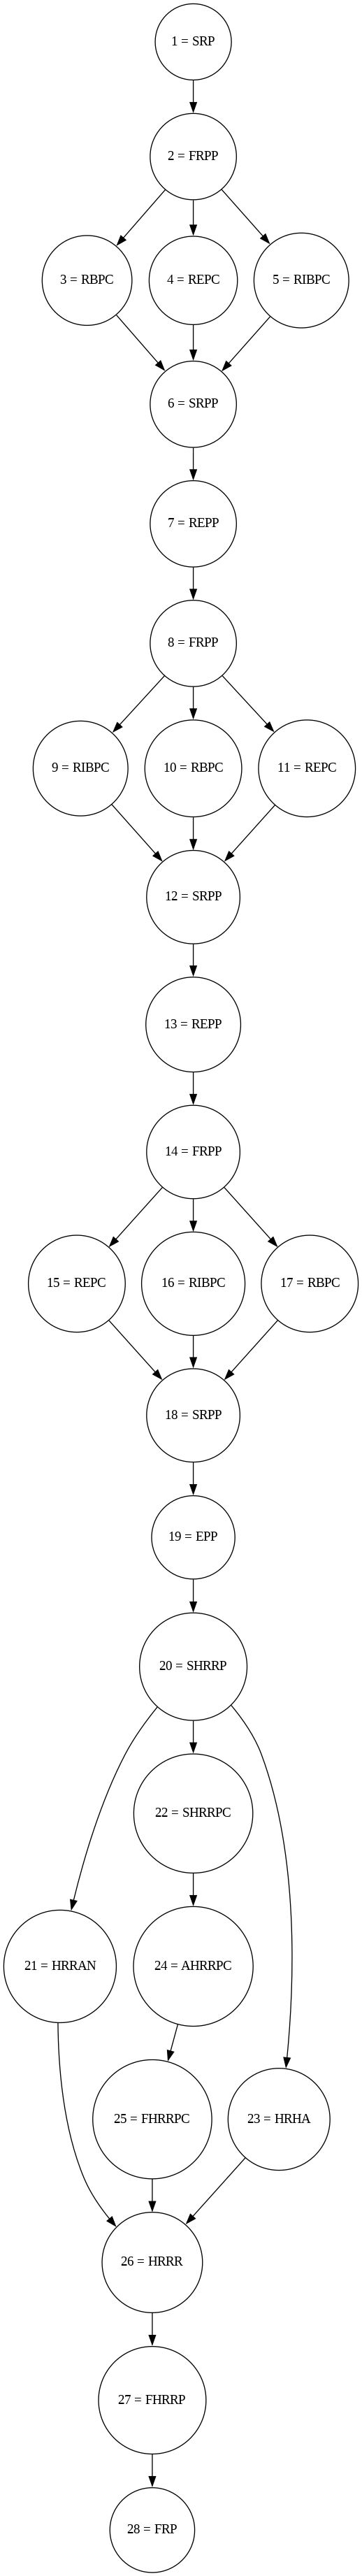 1 = SRP
2 = FRPP
3 = RBPC
4 = REPC
5 = RIBPC
6 = SRPP
7 = REPP
8 = FRPP
9 = RIBPC
10 = RBPC
11 = REPC
12 = SRPP
13 = REPP
14 = FRPP
15 = REPC
16 = RIBPC
17 = RBPC
18 = SRPP
19 = EPP
20 = SHRRP
22 = SHRRPC
21 = HRRAN
24 = AHRRPC
25 = FHRRPC
23 = HRHA
26 = HRRR
27 = FHRRP
28 = FRP